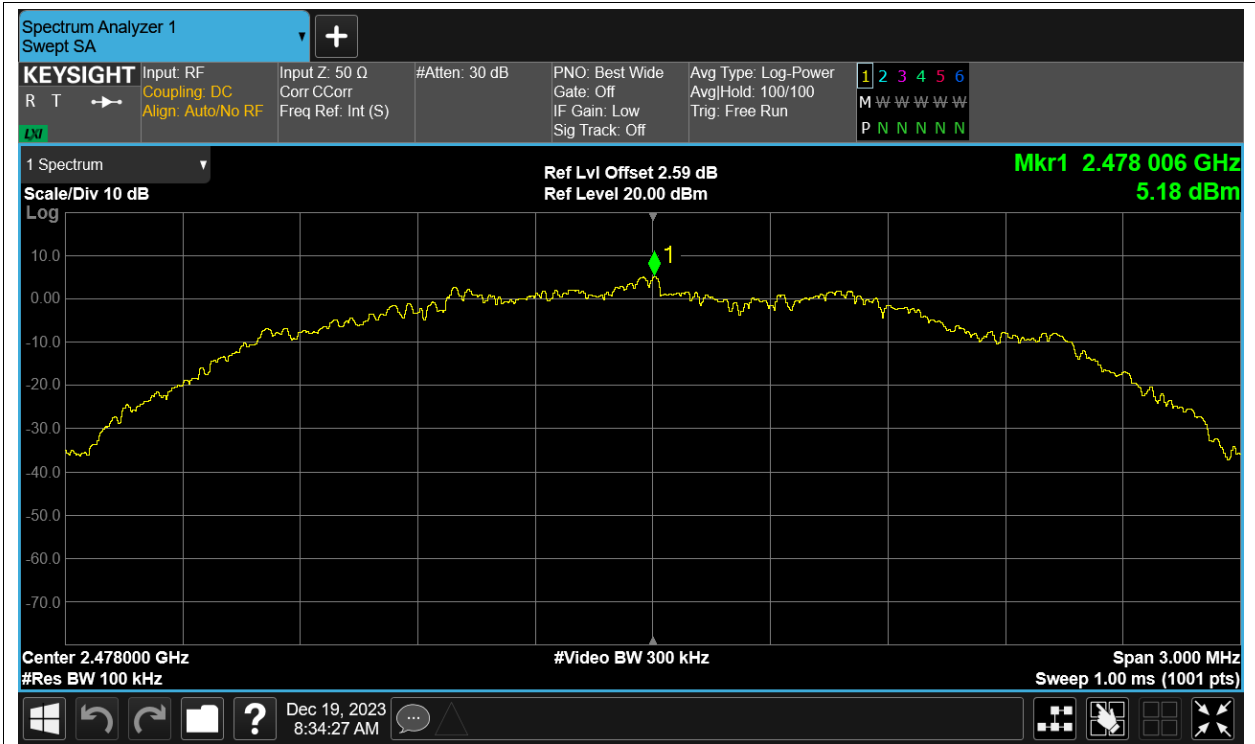 Spectrum Analyzer 1
Swept SA
KEYSIGHT
R T
LXI
Input: RF
Coupling: DC
Align: Auto/No RF
Input Z: 50 Ω
Corr CCorr
Freq Ref: Int (S)
#Atten: 30 dB
PNO: Best Wide
Gate: Off
IF Gain: Low
Sig Track: Off
Avg Type: Log-Power
Avg|Hold: 100/100
Trig: Free Run
1 2 3 4 5 6
M W W W W W
P N N N N N
1 Spectrum
Scale/Div 10 dB
Log
Ref Lvl Offset 2.59 dB
Ref Level 20.00 dBm
Mkr1 2.478 006 GHz
5.18 dBm
1
10.0
0.00
-10.0
-20.0
-30.0
-40.0
-50.0
-60.0
-70.0
Center 2.478000 GHz
#Res BW 100 kHz
#Video BW 300 kHz
Span 3.000 MHz
Sweep 1.00 ms (1001 pts)
?
Dec 19, 2023
8:34:27 AM